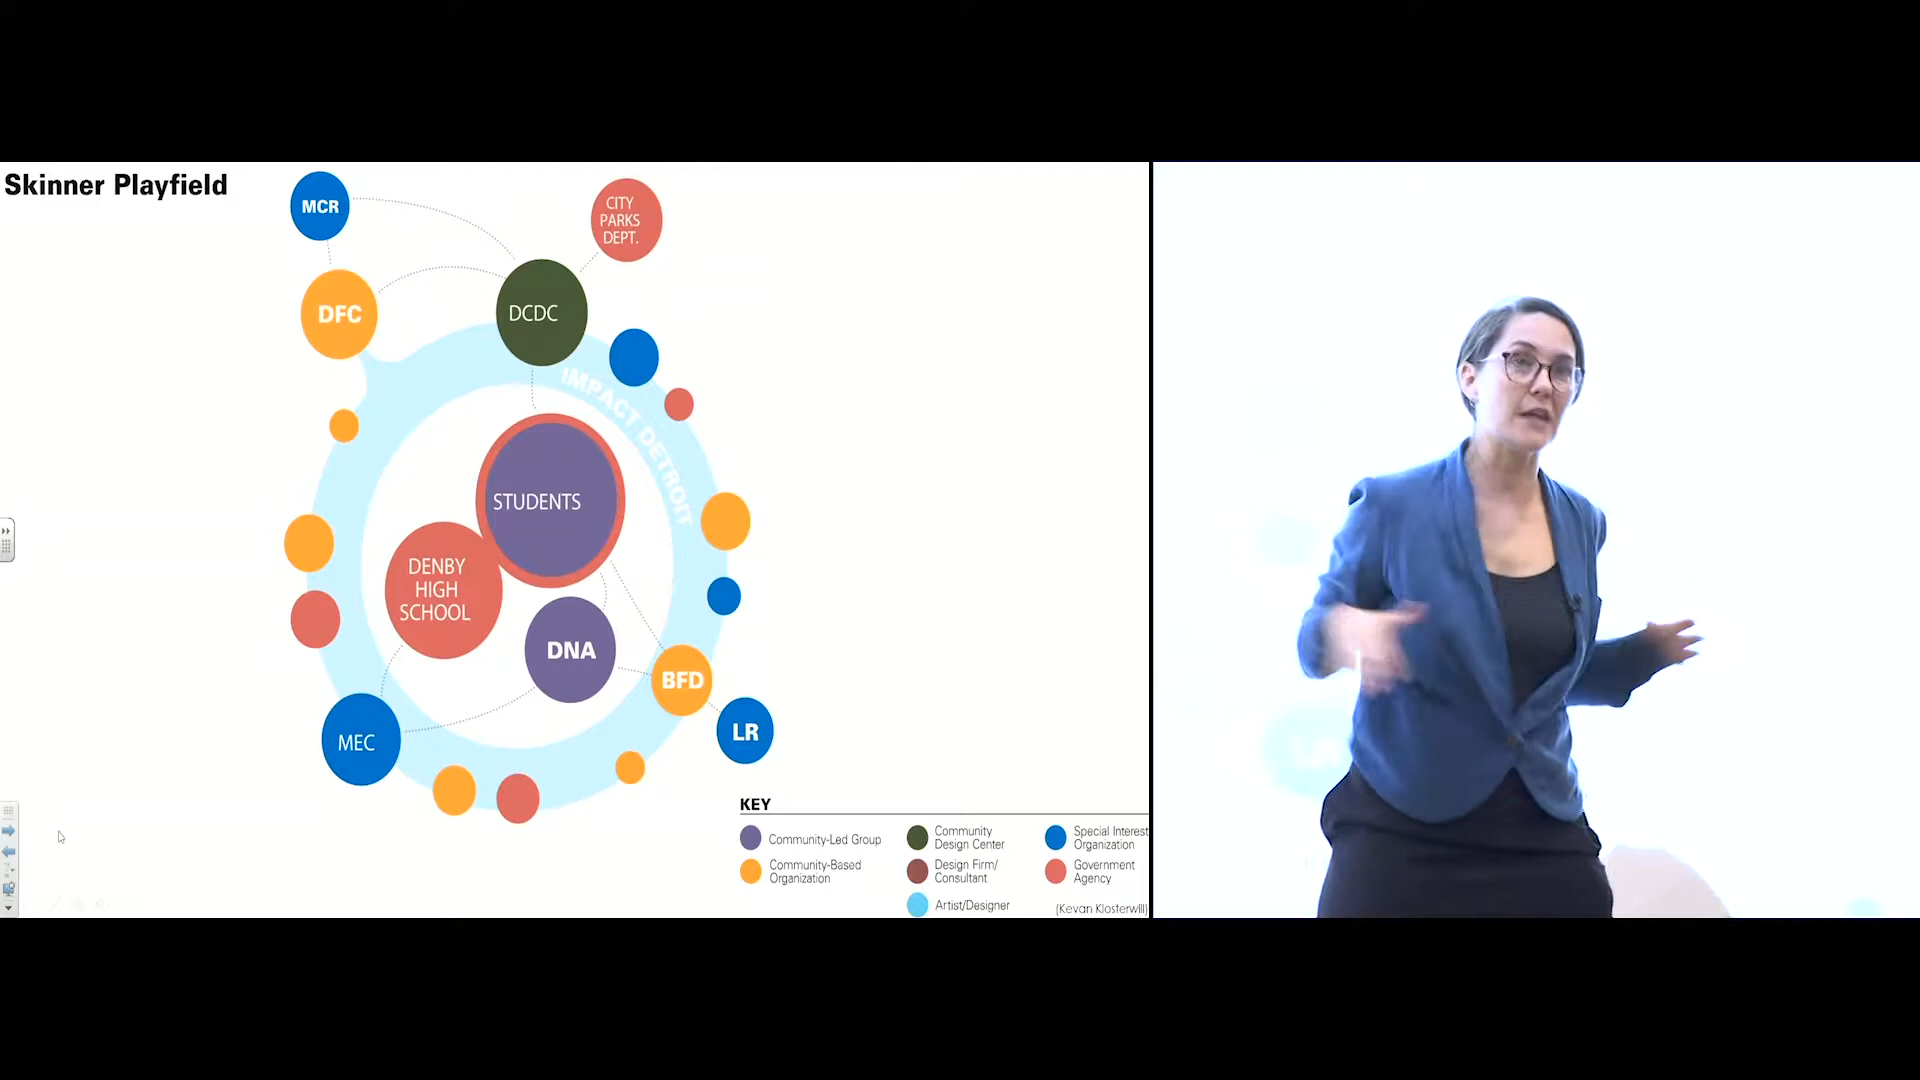 Skinner Playfield
MCR
CITY
PARKS
DEPT.
DFC
DCDC
IMPACT DETROIT
STUDENTS
DENBY
HIGH
SCHOOL
DNA
BFD
MEC
LR
KEY
Community-Led Group
Community-Based
Organization
Community
Design Center
Design Firm/
Consultant
Artist/Designer
Special Interest
Organization
Government
Agency
(Kevan Klosterwill)